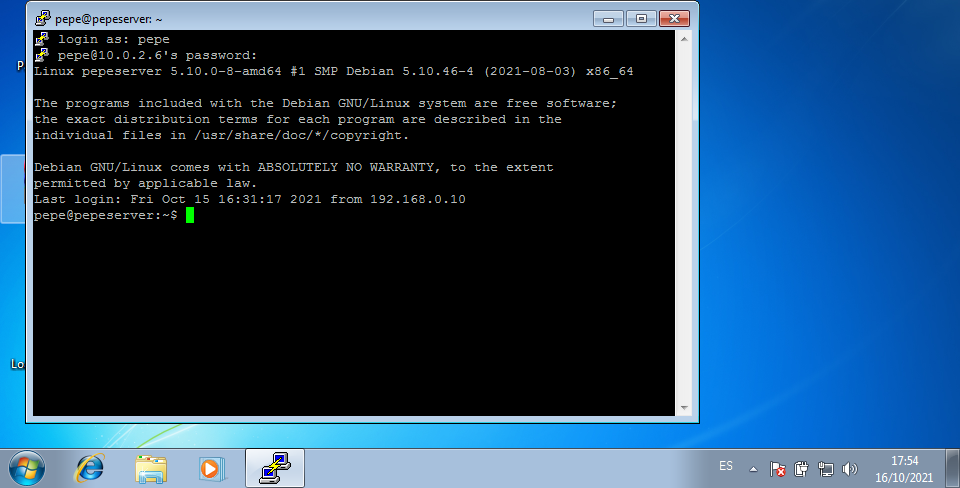 pepe@pepeserver: ~
login as: pepe
pepe@10.0.2.6's password:
Linux pepeserver 5.10.0-8-amd64 #1 SMP Debian 5.10.46-4 (2021-08-03) x86_64
The programs included with the Debian GNU/Linux system are free software;
the exact distribution terms for each program are described in the
individual files in /usr/share/doc/*/copyright.
Debian GNU/Linux comes with ABSOLUTELY NO WARRANTY, to the extent
permitted by applicable law.
Last login: Fri Oct 15 16:31:17 2021 from 192.168.0.10
pepe@pepeserver:~$
Lo
ES
17:54
16/10/2021